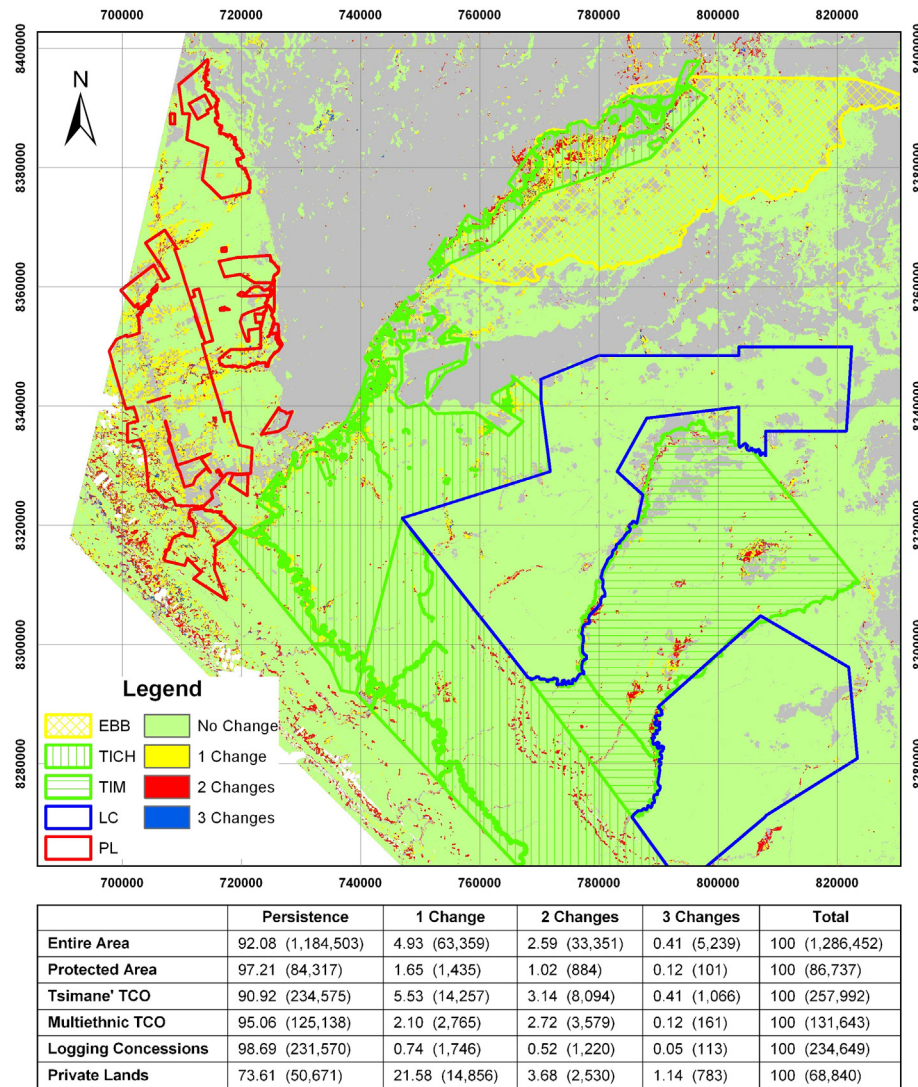 700000 720000 740000 760000 780000 800000 820000
8400000 8400000
8380000 8380000
8360000 8360000
8340000 8340000
8320000 8320000
8300000 8300000
8280000 8280000
N
Legend
EBB No Change
TICH 1 Change
TIM 2 Changes
LC 3 Changes
PL
700000 720000 740000 760000 780000 800000 820000
Persistence 1 Change 2 Changes 3 Changes Total
Entire Area 92.08 (1,184,503) 4.93 (63,359) 2.59 (33,351) 0.41 (5,239) 100 (1,286,452)
Protected Area 97.21 (84,317) 1.65 (1,435) 1.02 (884) 0.12 (101) 100 (86,737)
Tsimane' TCO 90.92 (234,575) 5.53 (14,257) 3.14 (8,094) 0.41 (1,066) 100 (257,992)
Multiethnic TCO 95.06 (125,138) 2.10 (2,765) 2.72 (3,579) 0.12 (161) 100 (131,643)
Logging Concessions 98.69 (231,570) 0.74 (1,746) 0.52 (1,220) 0.05 (113) 100 (234,649)
Private Lands 73.61 (50,671) 21.58 (14,856) 3.68 (2,530) 1.14 (783) 100 (68,840)